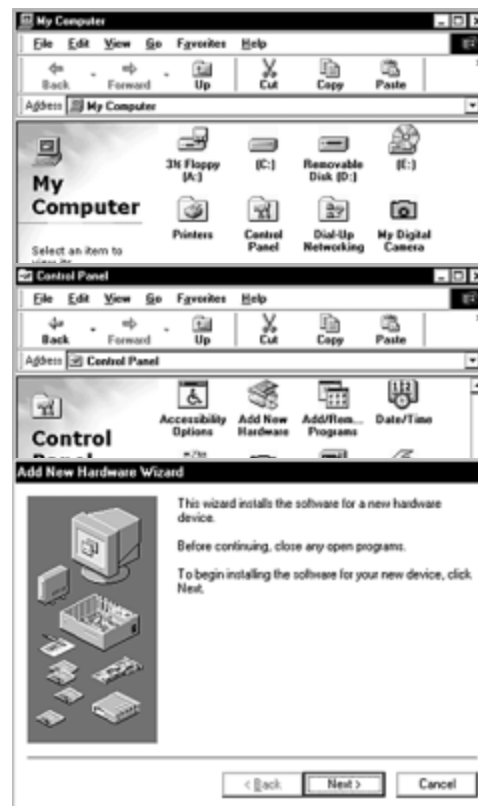 My Computer
File Edit View Go Favorites Help
Back Forward Up Cut Copy Paste
Address My Computer
My
Computer
Select an item to
3½ Floppy
[A:]
[C:]
Removable
Disk [D:]
[E:]
Printers
Control
Panel
Dial-Up
Networking
My Digital
Camera
Control Panel
File Edit View Go Favorites Help
Back Forward Up Cut Copy Paste
Address Control Panel
Control
Accessibility
Options
Add New
Hardware
Add/Rem...
Programs
Date/Time
Add New Hardware Wizard
This wizard installs the software for a new hardware
device.
Before continuing, close any open programs.
To begin installing the software for your new device, click
Next.
< Back Next > Cancel